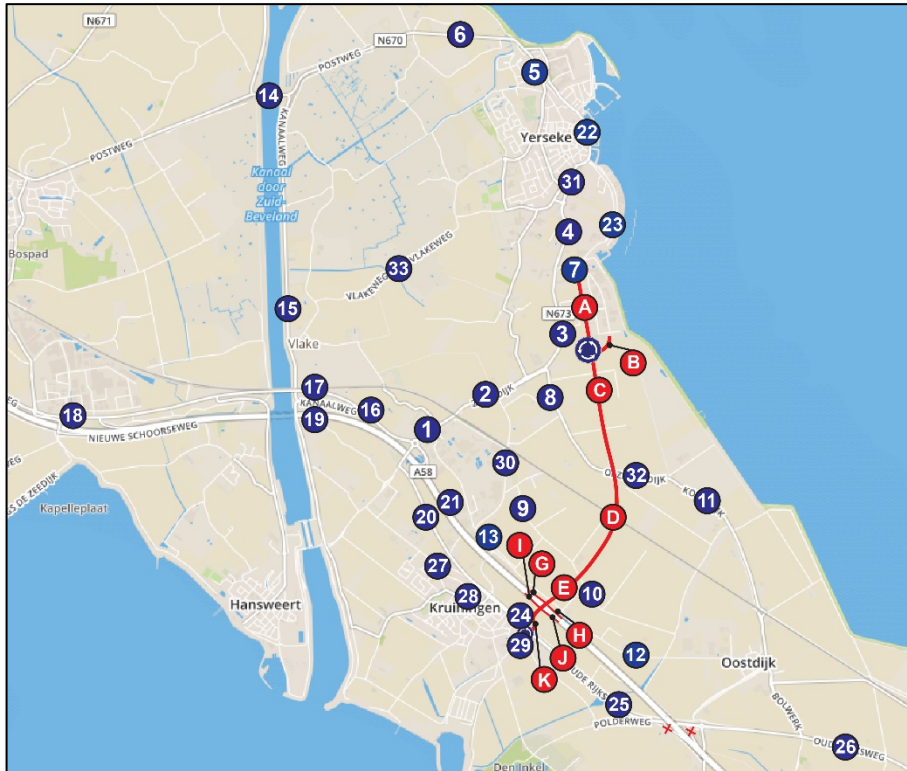 N671
6
N670
POSTWEG
5
14
KANAALWEG
Yerseke
22
POSTWEG
Kanaal
door
Zuid-
Beveland
31
Bospad
4
23
33
VLAKEWEG
VLAKEWEG
7
15
N673
A
Vlake
3
B
17
2
8
C
18
KANAALWEG
16
19
NIEUWE SCHOORSEWEG
1
A58
30
32
11
Kapelleplaat
21
9
20
D
13
I
G
27
E
10
28
Hansweert
Kruiningen
24
H
29
J
12
K
Oostdijk
25
POLDERWEG
BOLWERK
26
Den Inkel